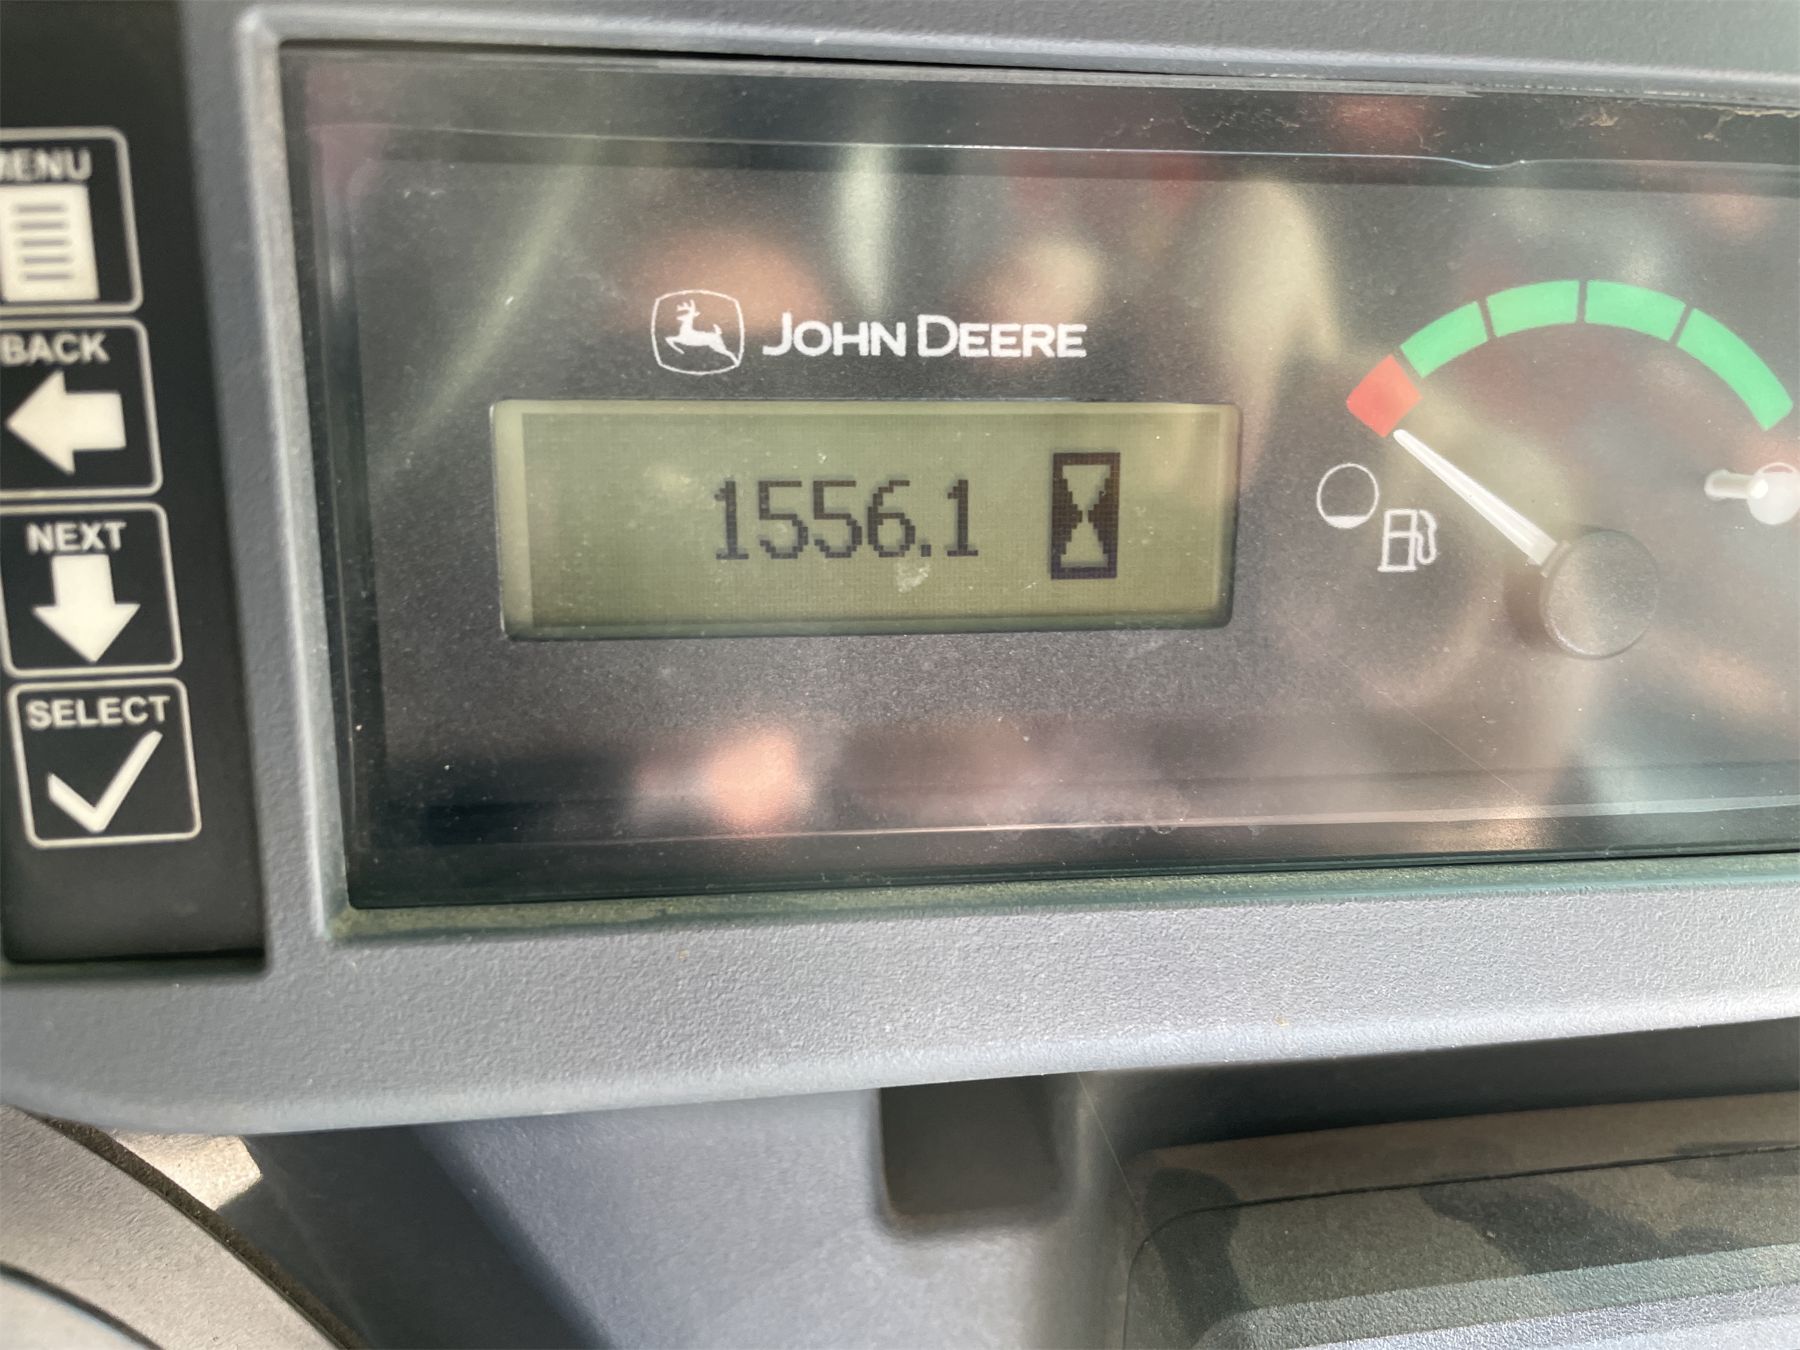 MENU
BACK
NEXT
SELECT
JOHN DEERE
1556.1